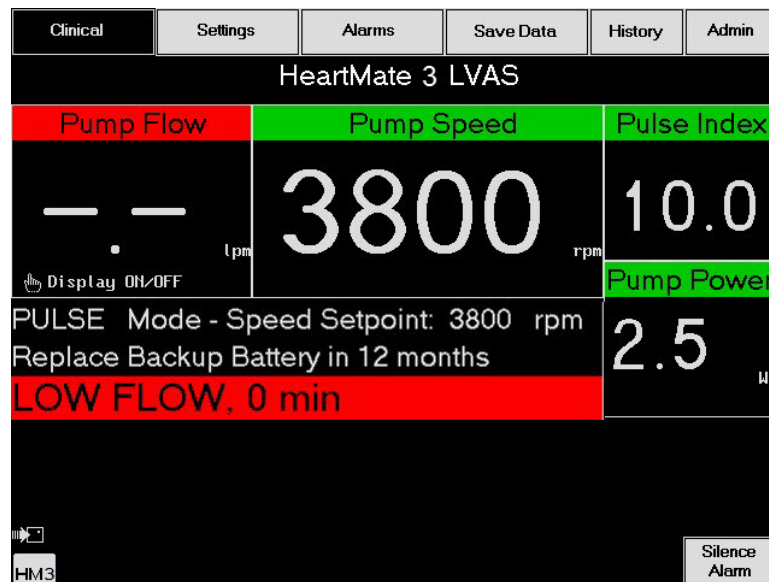 Clinical Settings Alarms Save Data History Admin
HeartMate 3 LVAS
Pump Flow Pump Speed Pulse Index
--.-- lpm 3800 rpm 10.0
Display ON/OFF
Pump Power
PULSE Mode - Speed Setpoint: 3800 rpm
2.5 W
Replace Backup Battery in 12 months
LOW FLOW, 0 min
HM3
Silence
Alarm